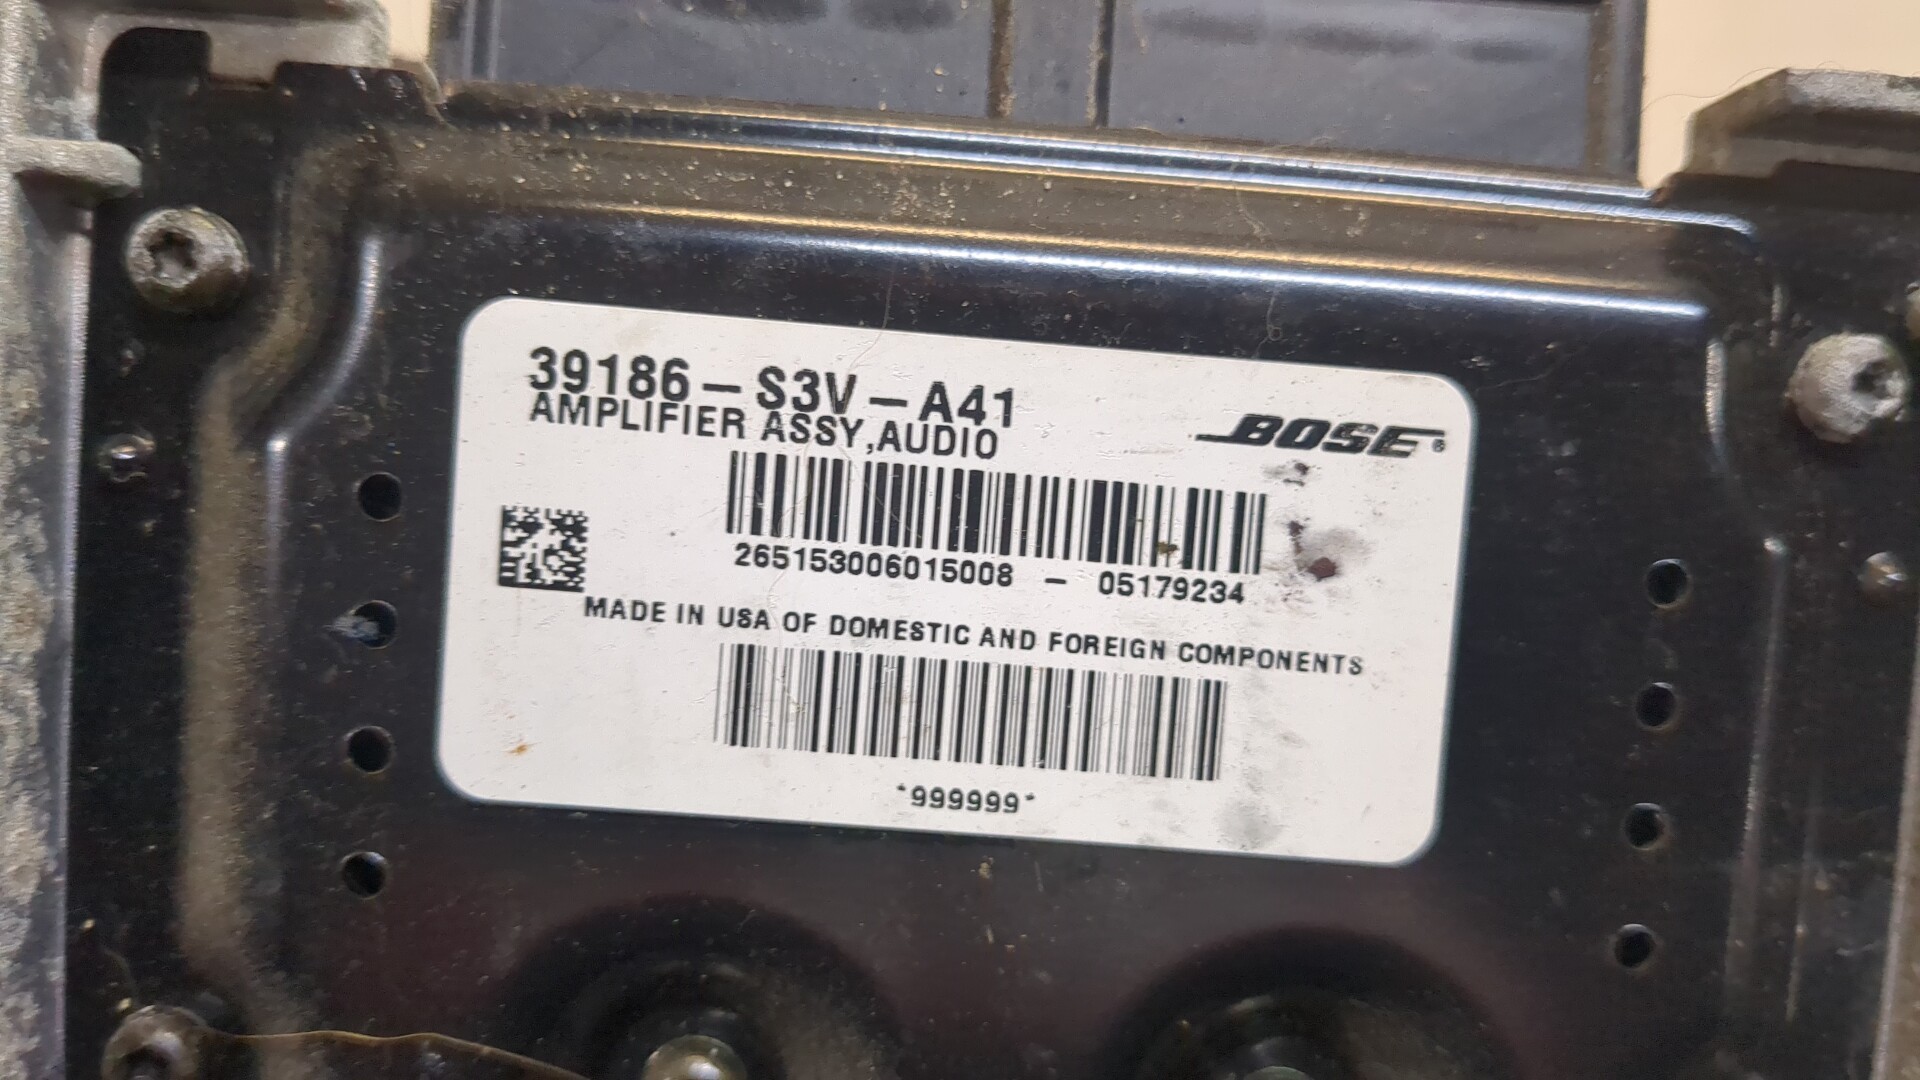 39186-S3V-A41
AMPLIFIER ASSY,AUDIO
BOSE®
265153006015008 - 05179234
MADE IN USA OF DOMESTIC AND FOREIGN COMPONENTS
*999999*